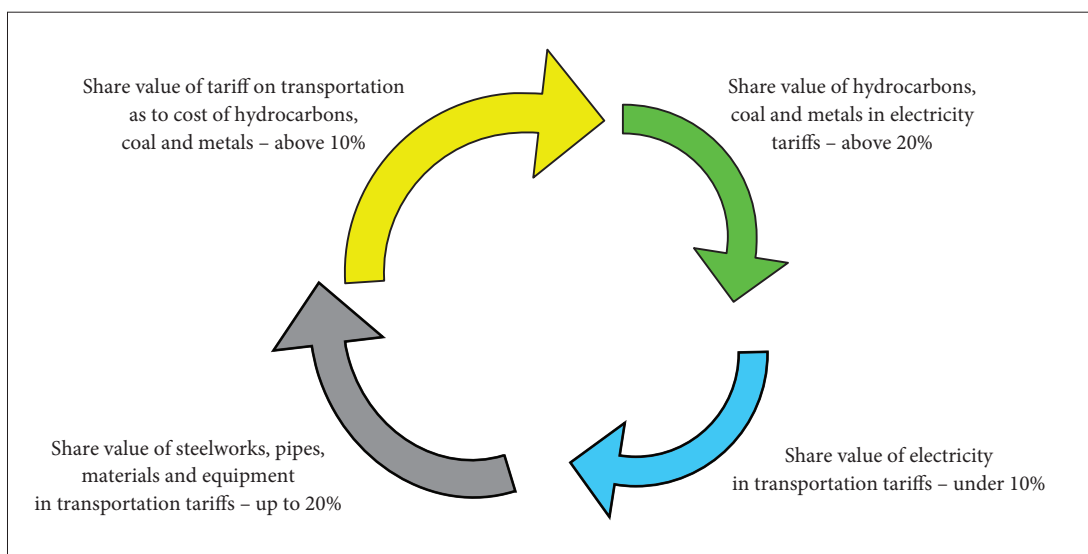 Share value of tariff on transportation
as to cost of hydrocarbons,
coal and metals – above 10%
Share value of hydrocarbons,
coal and metals in electricity
tariffs – above 20%
Share value of steelworks, pipes,
materials and equipment
in transportation tariffs – up to 20%
Share value of electricity
in transportation tariffs – under 10%